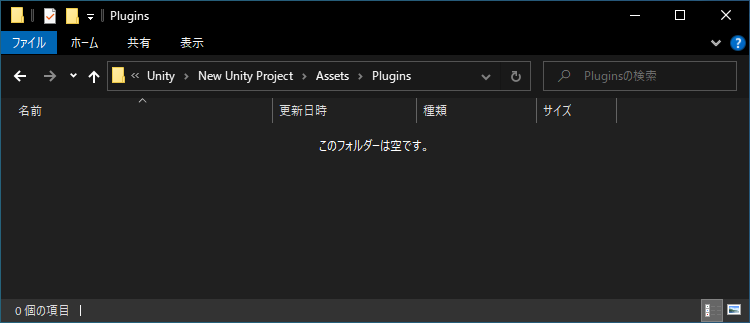 Plugins
ファイル ホーム 共有 表示
Unity New Unity Project Assets Plugins Pluginsの検索
名前 更新日時 種類 サイズ
このフォルダーは空です。
0 個の項目